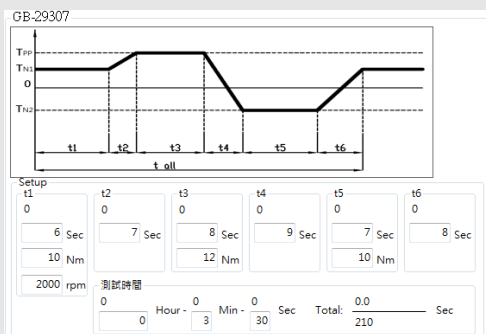 GB-29307
TPP
TN1
0
TN2
t1 t2 t3 t4 t5 t6
t all
Setup
t1 t2 t3 t4 t5 t6
0 0 0 0 0 0
6 Sec 7 Sec 8 Sec 9 Sec 7 Sec 8 Sec
10 Nm 12 Nm 10 Nm
2000 rpm
測試時間
0 0 0 0.0
0 Hour - 3 Min - 30 Sec Total: 210 Sec